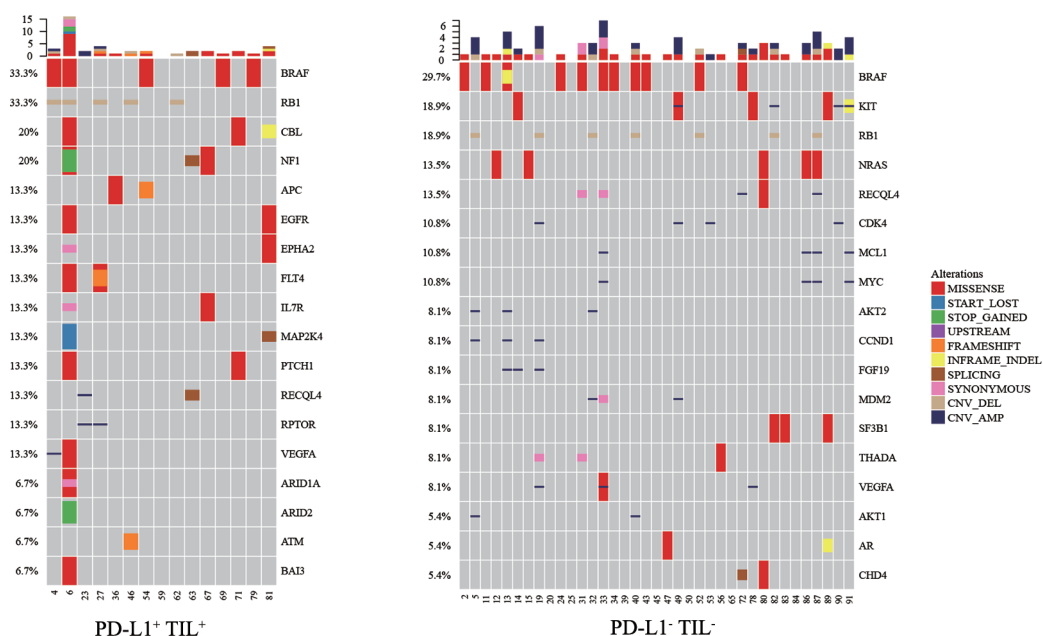 15
10
5
0
33.3% BRAF
33.3% RB1
20% CBL
20% NF1
13.3% APC
13.3% EGFR
13.3% EPHA2
13.3% FLT4
13.3% IL7R
13.3% MAP2K4
13.3% PTCH1
13.3% RECQL4
13.3% RPTOR
13.3% VEGFA
6.7% ARID1A
6.7% ARID2
6.7% ATM
6.7% BAI3
4 6 23 27 36 46 54 59 62 63 67 69 71 79 81
PD-L1⁺ TIL⁺
7
6
5
4
3
2
1
0
29.7% BRAF
18.9% KIT
18.9% RB1
13.5% NRAS
13.5% RECQL4
10.8% CDK4
10.8% MCL1
10.8% MYC
8.1% AKT2
8.1% CCND1
8.1% FGF19
8.1% MDM2
8.1% SF3B1
8.1% THADA
8.1% VEGFA
5.4% AKT1
5.4% AR
5.4% CHD4
2 5 11 12 13 14 15 19 20 24 25 31 32 33 34 39 40 43 45 47 49 53 56 65 72 78 80 82 83 84 86 87 89 90 91
PD-L1⁻ TIL⁻
Alterations
MISSENSE
START_LOST
STOP_GAINED
UPSTREAM
FRAMESHIFT
INFRAME_INDEL
SPLICING
SYNONYMOUS
CNV_DEL
CNV_AMP